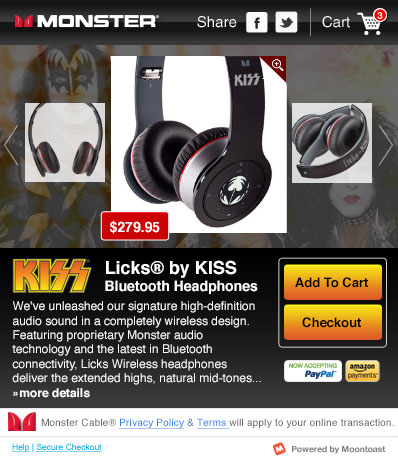 MONSTER® Share f Cart 3
KISS
$279.95
KISS
Licks® by KISS
Bluetooth Headphones
We've unleashed our signature high-definition
audio sound in a completely wireless design.
Featuring proprietary Monster audio
technology and the latest in Bluetooth
connectivity, Licks Wireless headphones
deliver the extended highs, natural mid-tones...
»more details
Add To Cart
Checkout
NOW ACCEPTING
PayPal
amazon
payments
Monster Cable® Privacy Policy & Terms will apply to your online transaction.
Help | Secure Checkout
Powered by Moontoast